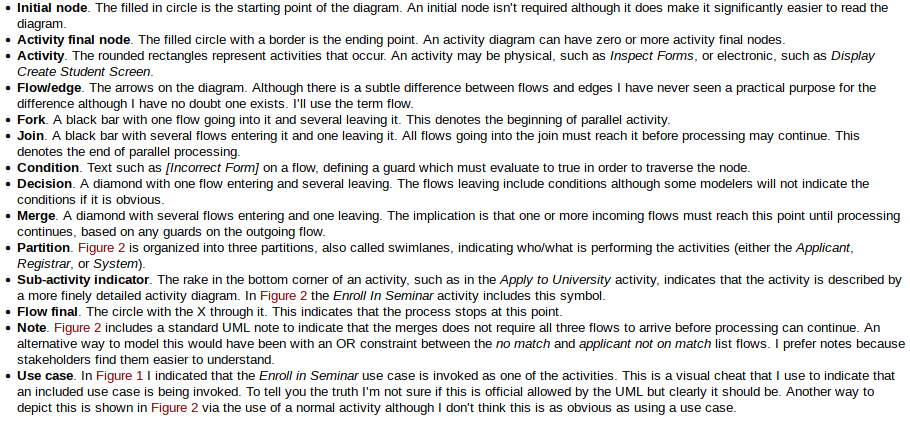 • Initial node. The filled in circle is the starting point of the diagram. An initial node isn't required although it does make it significantly easier to read the
diagram.
• Activity final node. The filled circle with a border is the ending point. An activity diagram can have zero or more activity final nodes.
• Activity. The rounded rectangles represent activities that occur. An activity may be physical, such as Inspect Forms, or electronic, such as Display
Create Student Screen.
• Flow/edge. The arrows on the diagram. Although there is a subtle difference between flows and edges I have never seen a practical purpose for the
difference although I have no doubt one exists. I'll use the term flow.
• Fork. A black bar with one flow going into it and several leaving it. This denotes the beginning of parallel activity.
• Join. A black bar with several flows entering it and one leaving it. All flows going into the join must reach it before processing may continue. This
denotes the end of parallel processing.
• Condition. Text such as [Incorrect Form] on a flow, defining a guard which must evaluate to true in order to traverse the node.
• Decision. A diamond with one flow entering and several leaving. The flows leaving include conditions although some modelers will not indicate the
conditions if it is obvious.
• Merge. A diamond with several flows entering and one leaving. The implication is that one or more incoming flows must reach this point until processing
continues, based on any guards on the outgoing flow.
• Partition. Figure 2 is organized into three partitions, also called swimlanes, indicating who/what is performing the activities (either the Applicant,
Registrar, or System).
• Sub-activity indicator. The rake in the bottom corner of an activity, such as in the Apply to University activity, indicates that the activity is described by
a more finely detailed activity diagram. In Figure 2 the Enroll In Seminar activity includes this symbol.
• Flow final. The circle with the X through it. This indicates that the process stops at this point.
• Note. Figure 2 includes a standard UML note to indicate that the merges does not require all three flows to arrive before processing can continue. An
alternative way to model this would have been with an OR constraint between the no match and applicant not on match list flows. I prefer notes because
stakeholders find them easier to understand.
• Use case. In Figure 1 I indicated that the Enroll in Seminar use case is invoked as one of the activities. This is a visual cheat that I use to indicate that
an included use case is being invoked. To tell you the truth I'm not sure if this is official allowed by the UML but clearly it should be. Another way to
depict this is shown in Figure 2 via the use of a normal activity although I don't think this is as obvious as using a use case.